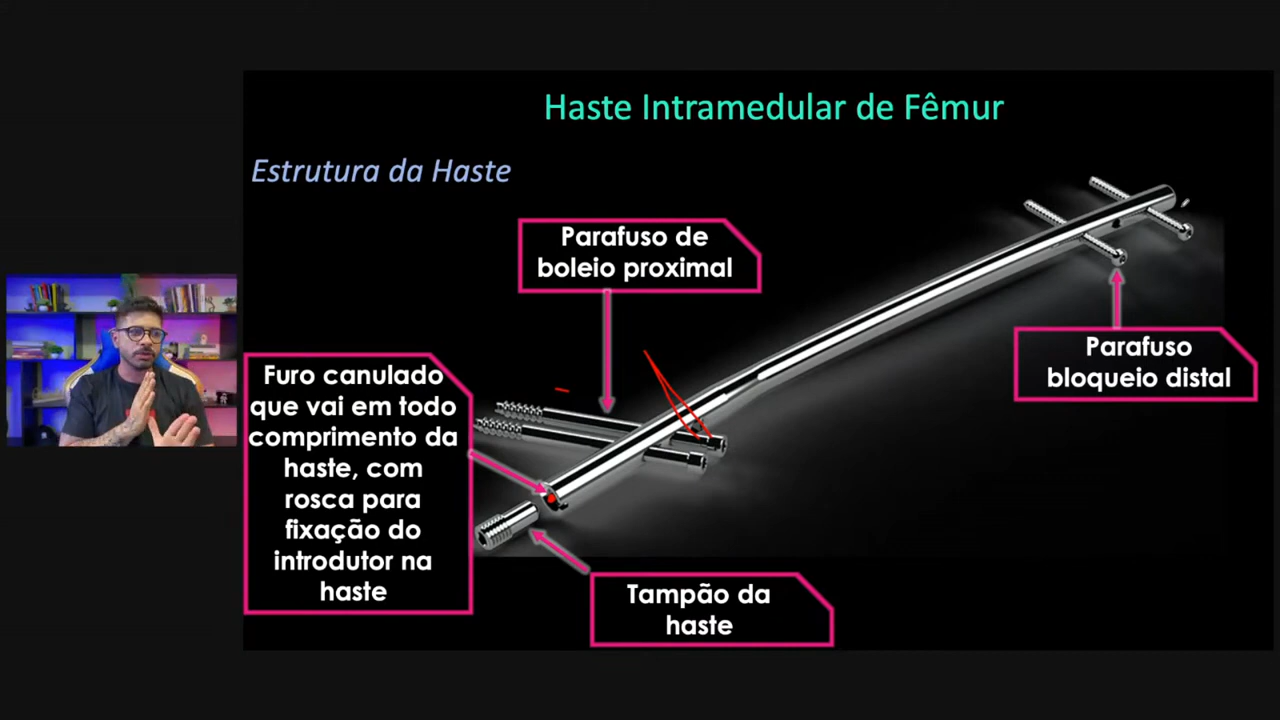 Haste Intramedular de Fêmur
Estrutura da Haste
Parafuso de
boleio proximal
Parafuso
bloqueio distal
Furo canulado
que vai em todo
comprimento da
haste, com
rosca para
fixação do
introdutor na
haste
Tampão da
haste